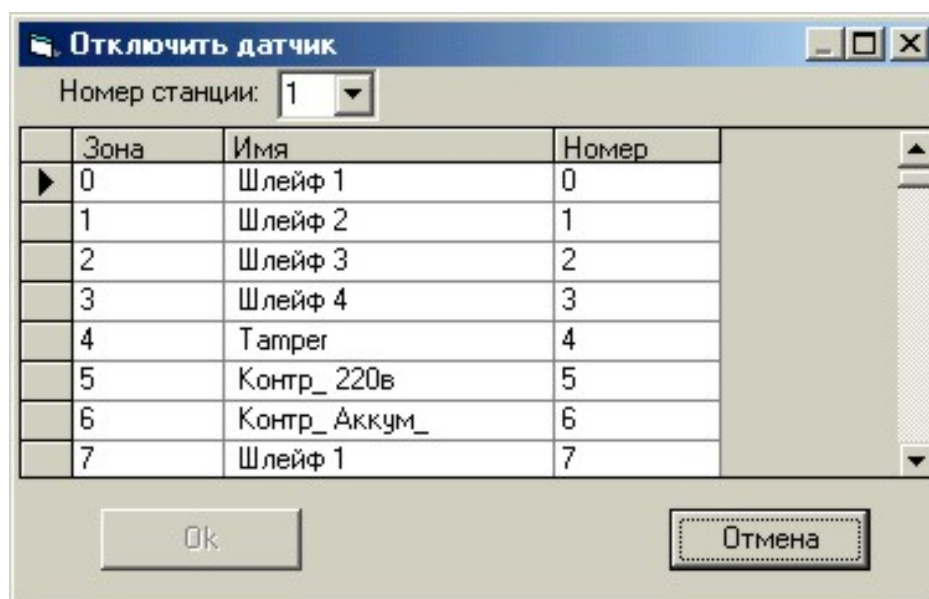 Отключить датчик
Номер станции: 1
Зона Имя Номер
0 Шлейф 1 0
1 Шлейф 2 1
2 Шлейф 3 2
3 Шлейф 4 3
4 Tamper 4
5 Контр_ 220в 5
6 Контр_ Аккум_ 6
7 Шлейф 1 7
Ok Отмена